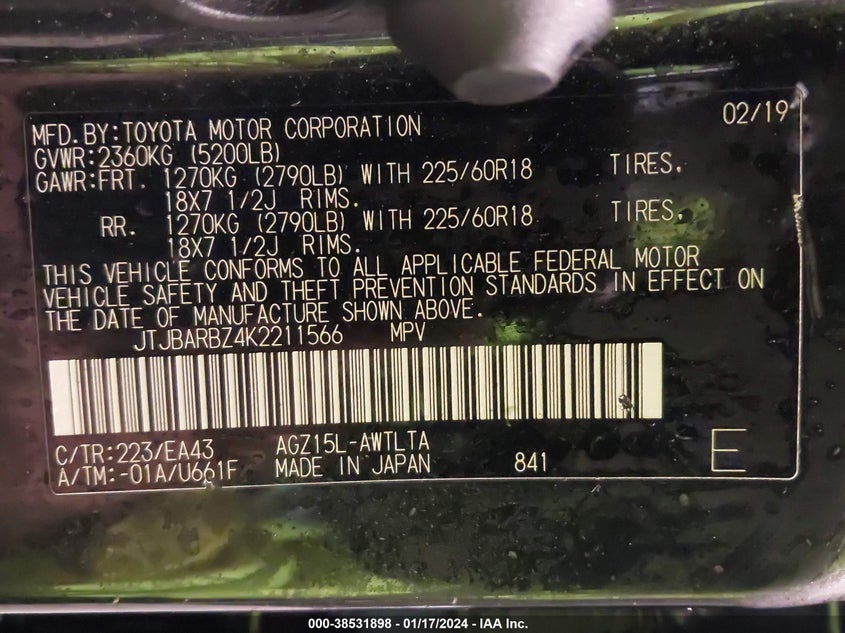 02/19
MFD.BY:TOYOTA MOTOR CORPORATION
GVWR:2360KG (5200LB)
GAWR:FRT. 1270KG (2790LB) WITH 225/60R18 TIRES,
18X7 1/2J RIMS.
RR. 1270KG (2790LB) WITH 225/60R18 TIRES,
18X7 1/2J RIMS.
THIS VEHICLE CONFORMS TO ALL APPLICABLE FEDERAL MOTOR
VEHICLE SAFETY AND THEFT PREVENTION STANDARDS IN EFFECT ON
THE DATE OF MANUFACTURE SHOWN ABOVE.
JTJBARBZ4K2211566 MPV
C/TR:223/EA43 AGZ15L-AWTLTA
A/TM:-01A/U661F MADE IN JAPAN 841 E
000-38531898 - 01/17/2024 - IAA Inc.